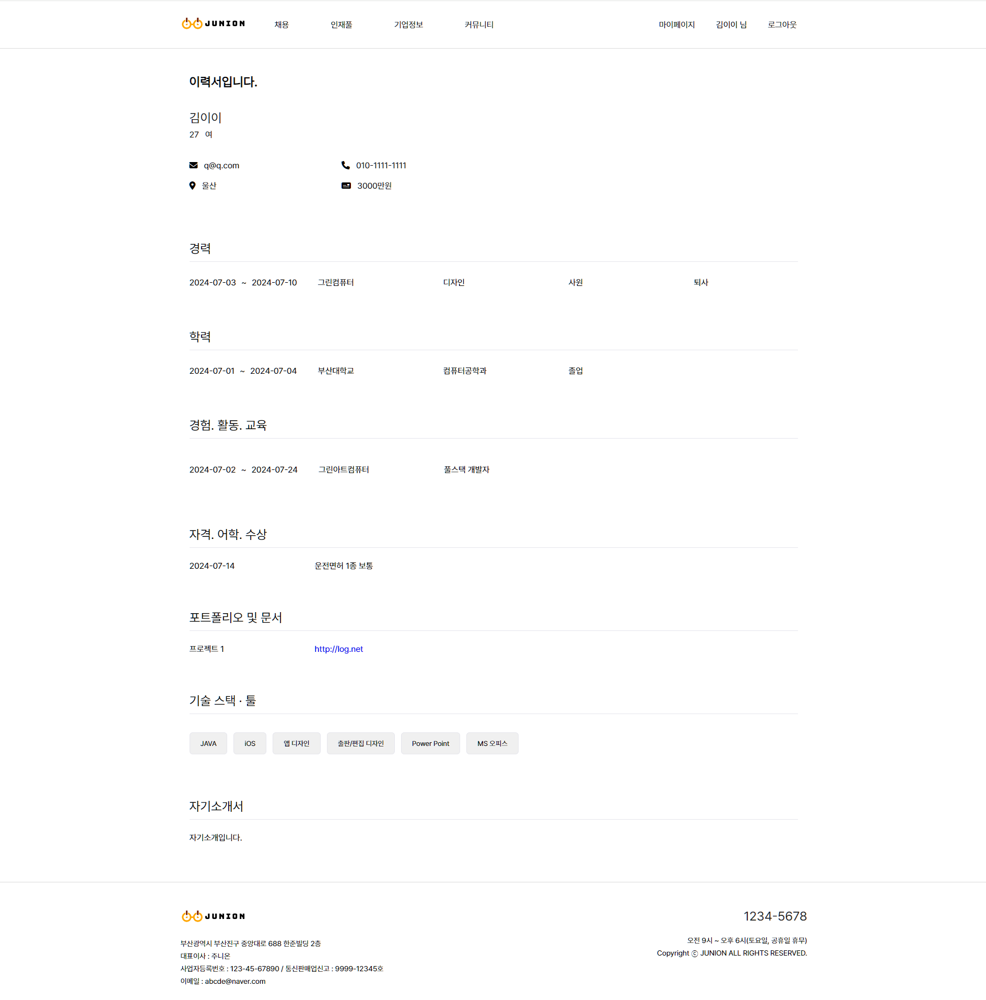 JUNION 채용 인재풀 기업정보 커뮤니티 마이페이지 김이이 님 로그아웃
이력서입니다.
김이이
27 여
q@q.com 010-1111-1111
울산 3000만원
경력
2024-07-03 ~ 2024-07-10 그린컴퓨터 디자인 사원 퇴사
학력
2024-07-01 ~ 2024-07-04 부산대학교 컴퓨터공학과 졸업
경험. 활동. 교육
2024-07-02 ~ 2024-07-24 그린아트컴퓨터 풀스택 개발자
자격. 어학. 수상
2024-07-14 운전면허 1종 보통
포트폴리오 및 문서
프로젝트 1 http://log.net
기술 스택 · 툴
JAVA iOS 앱 디자인 출판/편집 디자인 Power Point MS 오피스
자기소개서
자기소개입니다.
JUNION
부산광역시 부산진구 중앙대로 688 한준빌딩 2층
대표이사 : 주니온
사업자등록번호 : 123-45-67890 / 통신판매업신고 : 9999-12345호
이메일 : abcde@naver.com
1234-5678
오전 9시 ~ 오후 6시(토요일, 공휴일 휴무)
Copyright ⓒ JUNION ALL RIGHTS RESERVED.